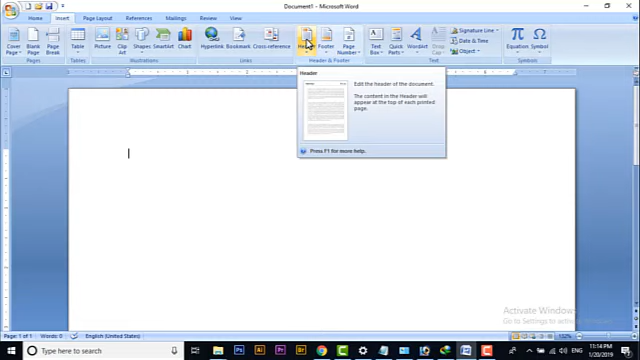 Document1 - Microsoft Word
Home Insert Page Layout References Mailings Review View
Cover Page Blank Page Page Break Table Picture Clip Art Shapes SmartArt Chart Hyperlink Bookmark Cross-reference Header Footer Page Number Text Box Quick Parts WordArt Drop Cap Signature Line Date & Time Object Equation Symbol
Pages Tables Illustrations Links Header & Footer Text Symbols
Header
Edit the header of the document.
The content in the Header will
appear at the top of each printed
page.
Press F1 for more help.
Activate Windows
Go to Settings to activate
Page: 1 of 1 Words: 0 English (United States) 152%
Type here to search
ENG
11:14 PM
1/20/2019